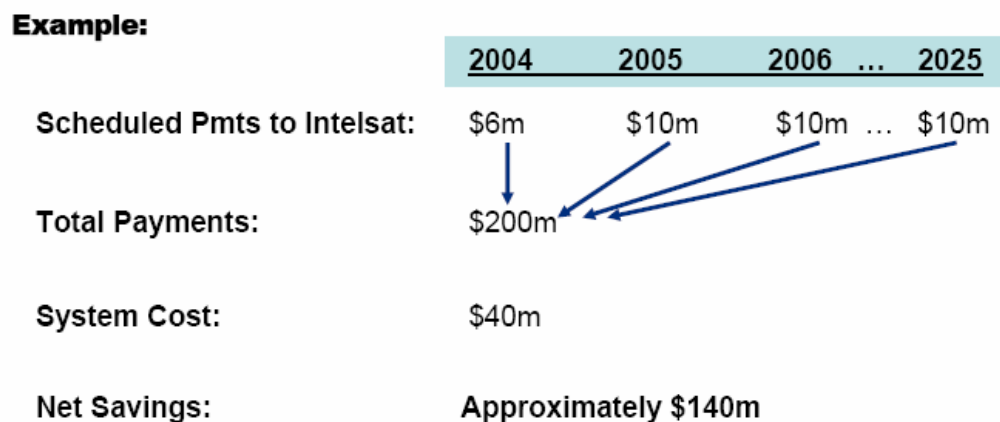 Example:
2004 2005 2006 ... 2025
Scheduled Pmts to Intelsat: $6m $10m $10m ... $10m
Total Payments: $200m
System Cost: $40m
Net Savings: Approximately $140m